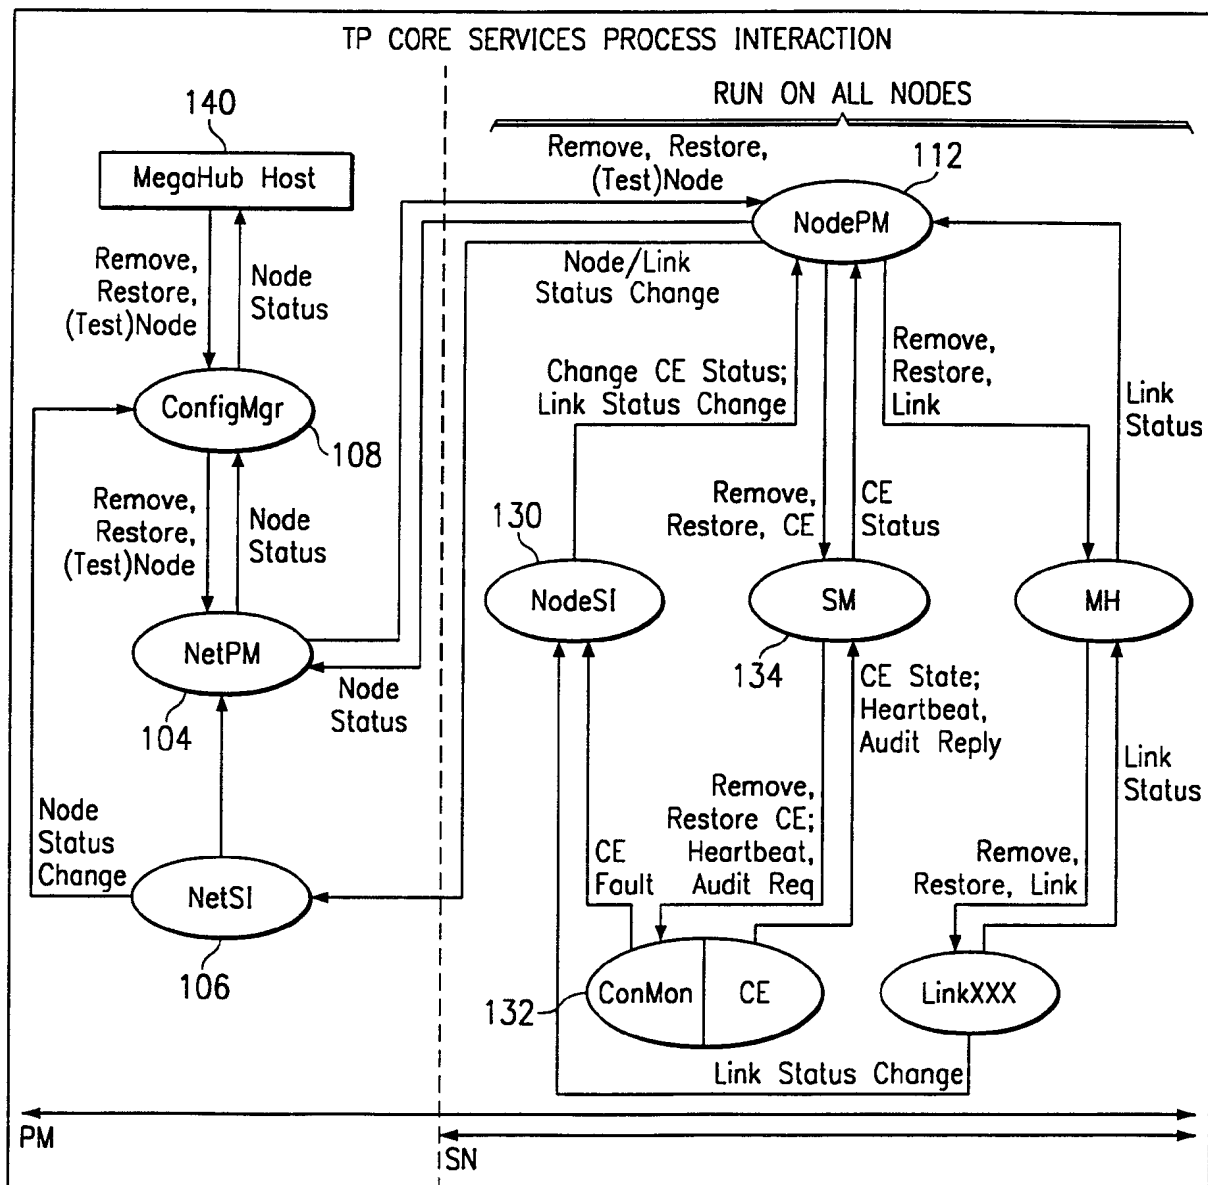 TP CORE SERVICES PROCESS INTERACTION
RUN ON ALL NODES
140
MegaHub Host
Remove,
Restore,
(Test)Node
Node
Status
ConfigMgr
108
Remove,
Restore,
(Test)Node
Node
Status
NetPM
104
Node
Status
Node
Status
Change
NetSI
106
Remove, Restore,
(Test)Node
112
NodePM
Node/Link
Status Change
Change CE Status;
Link Status Change
Remove,
Restore,
Link
Link
Status
130
NodeSI
Remove,
Restore, CE
CE
Status
SM
134
MH
CE State;
Heartbeat,
Audit Reply
Link
Status
Remove,
Restore CE;
Heartbeat,
Audit Req
CE
Fault
Remove,
Restore, Link
132
ConMon
CE
LinkXXX
Link Status Change
PM
SN